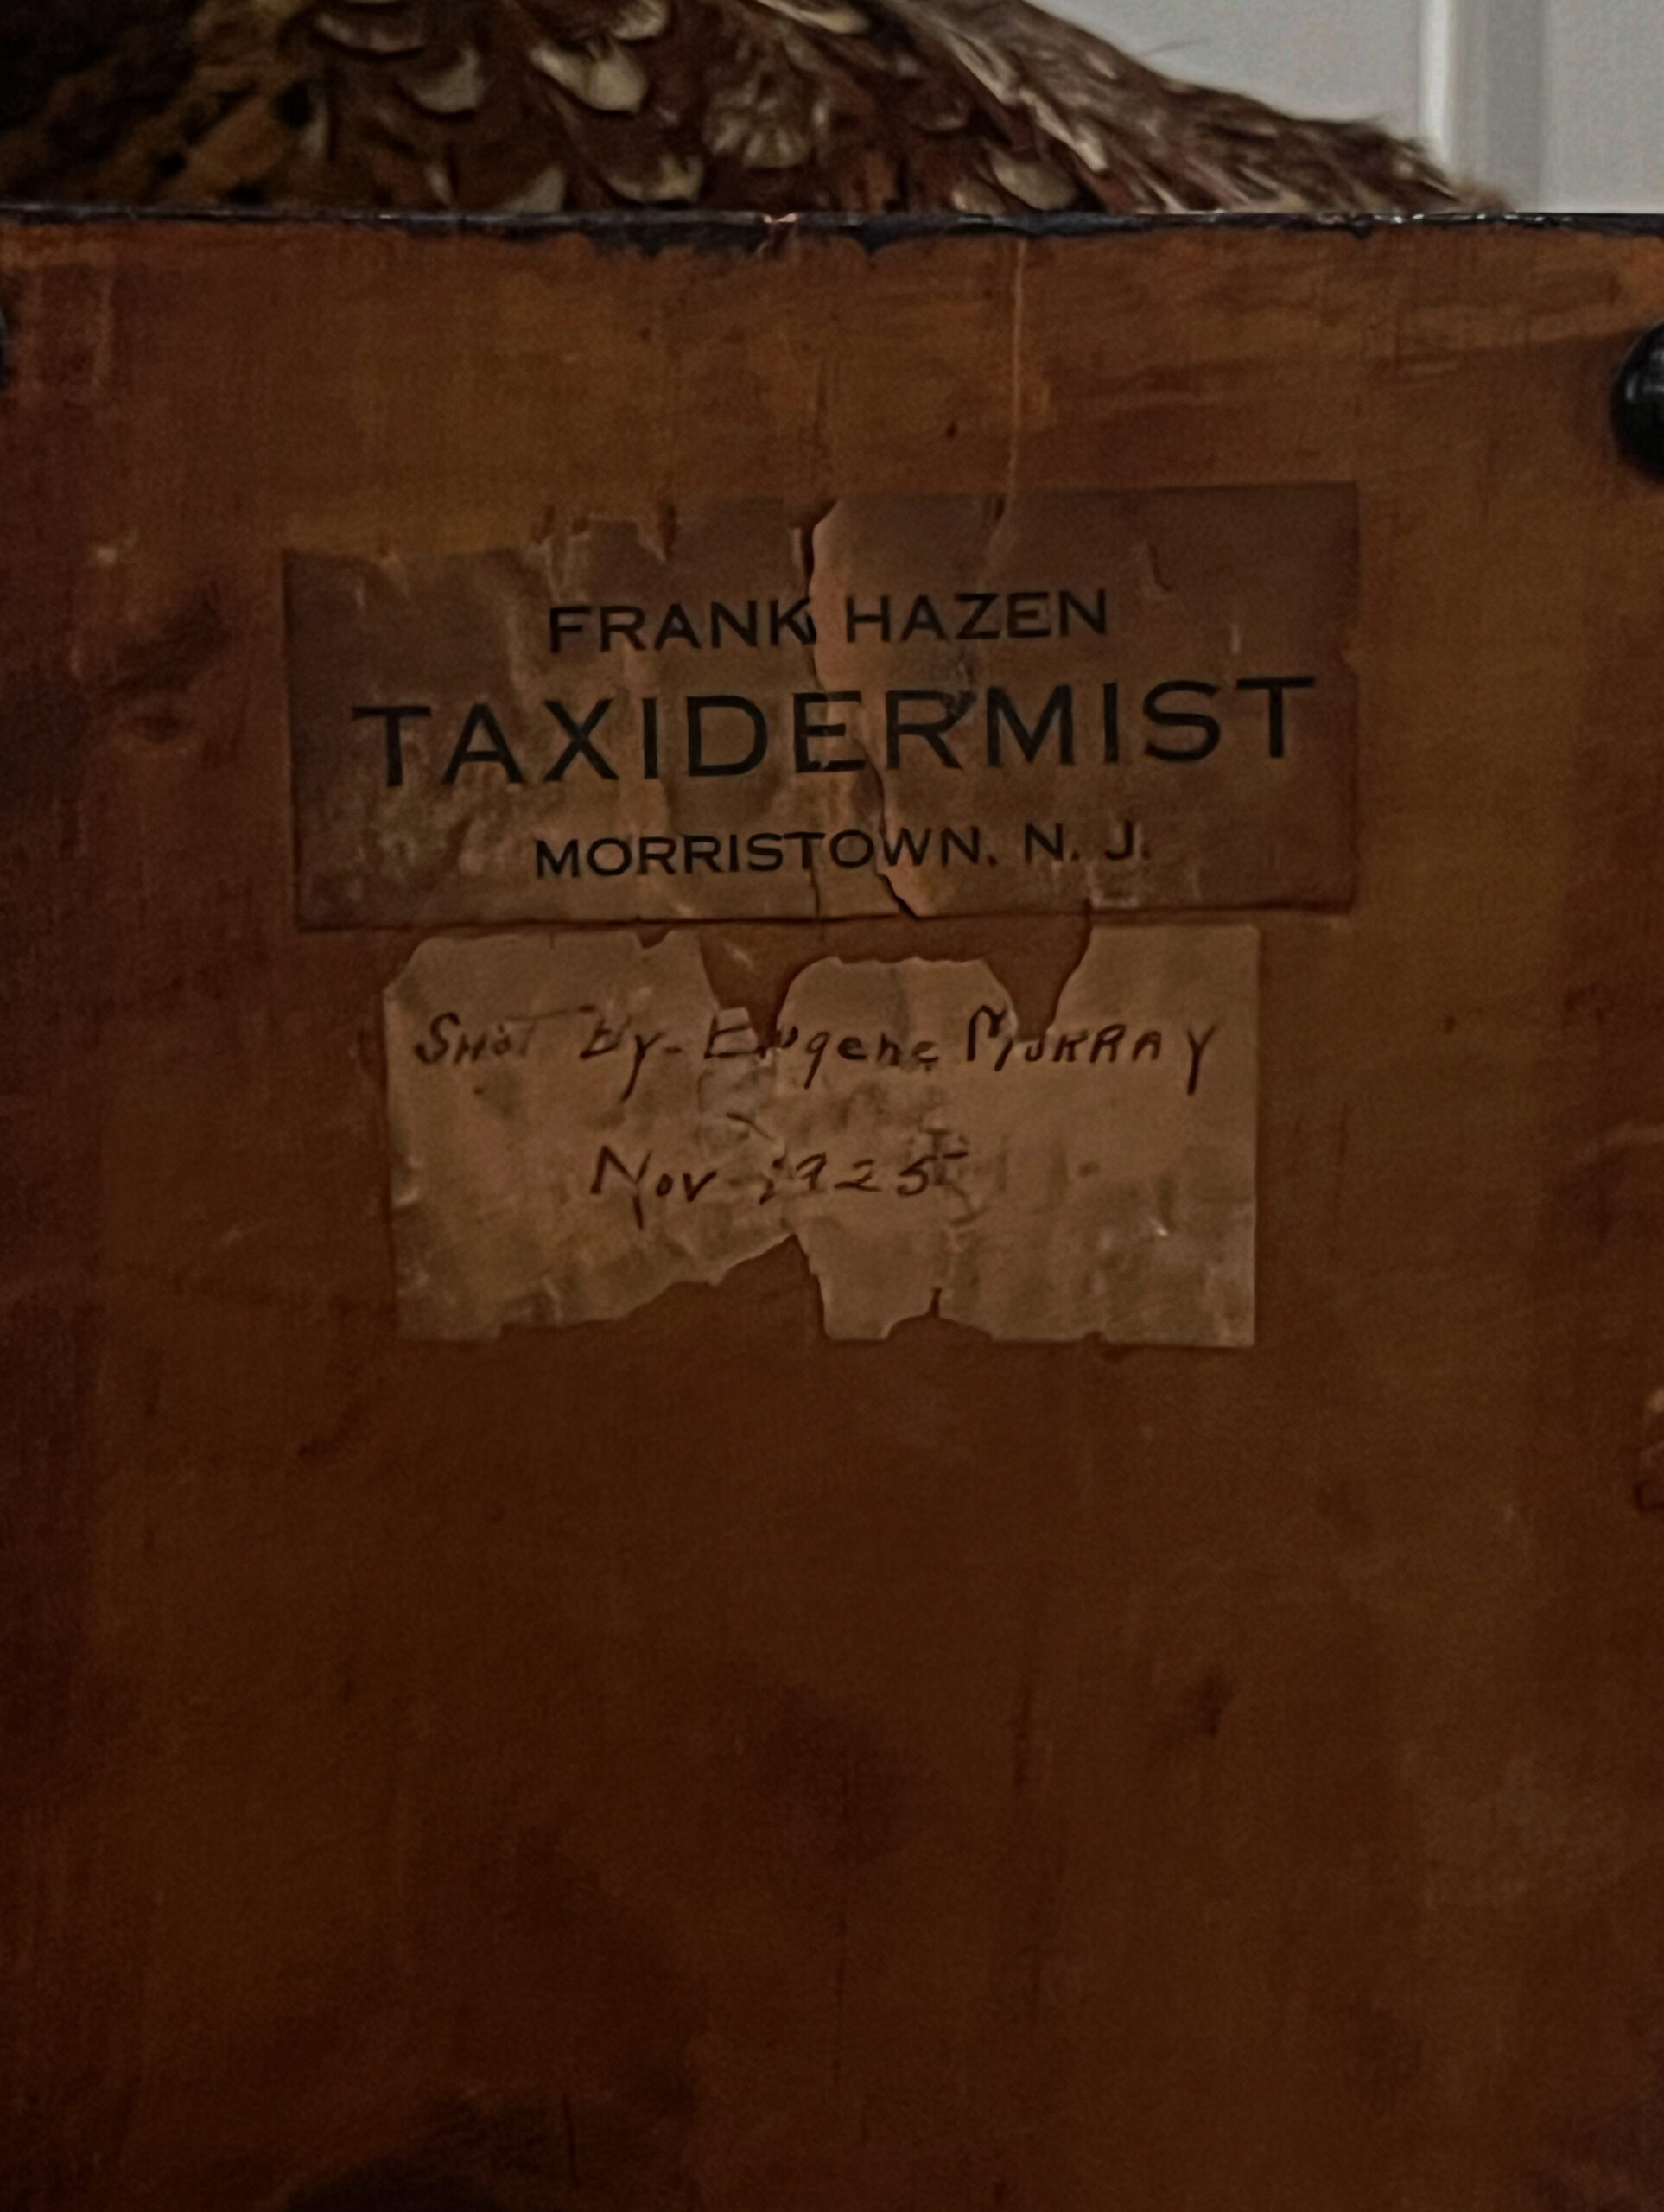 FRANK HAZEN
TAXIDERMIST
MORRISTOWN, N. J.
SHOT By- Eugene MURRAY
Nov - 1925